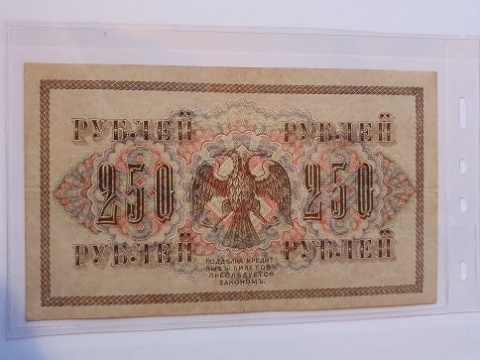 РУБЛЕЙ РУБЛЕЙ
250 250
РУБЛЕЙ РУБЛЕЙ
ПОДДѢЛКА КРЕДИТ
НЫХЪ БИЛЕТОВЪ
ПРЕСЛѢДУЕТСЯ
ЗАКОНОМЪ.